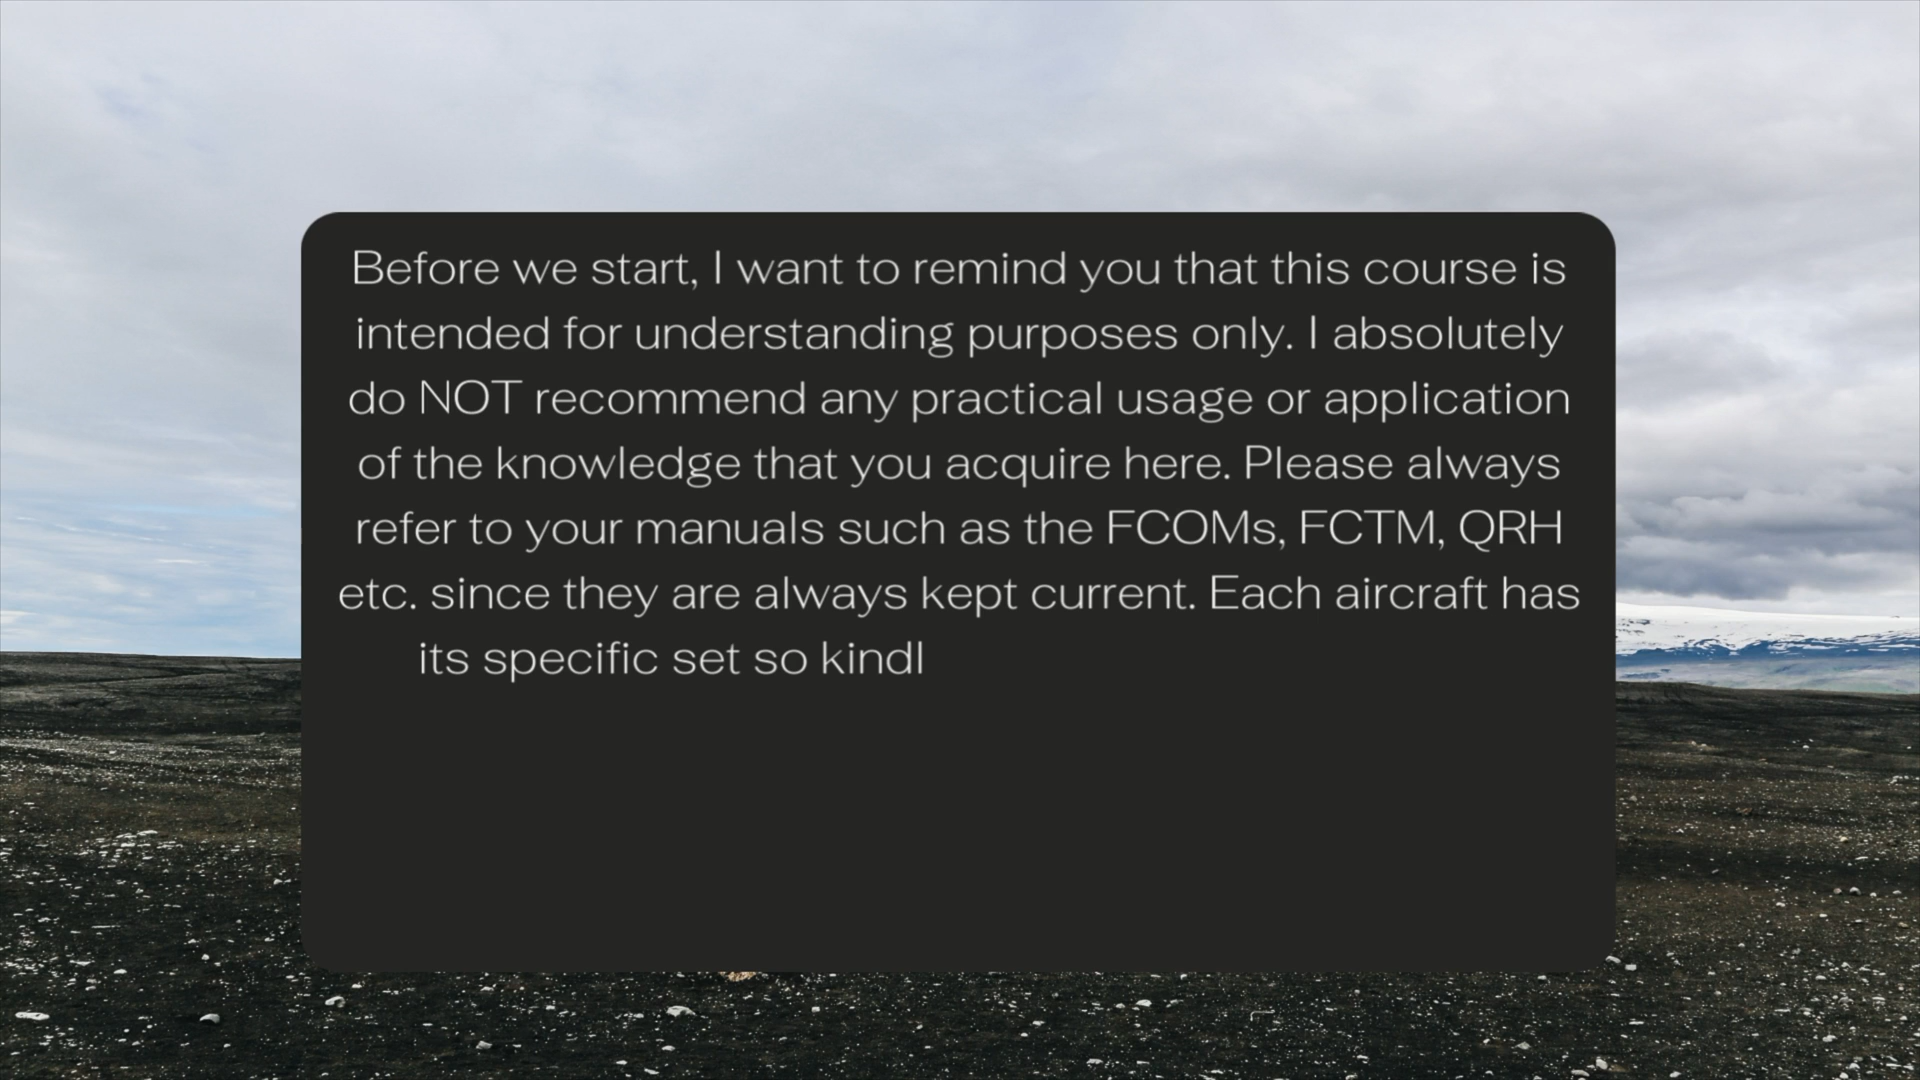 Before we start, I want to remind you that this course is
intended for understanding purposes only. I absolutely
do NOT recommend any practical usage or application
of the knowledge that you acquire here. Please always
refer to your manuals such as the FCOMs, FCTM, QRH
etc. since they are always kept current. Each aircraft has
its specific set so kindl